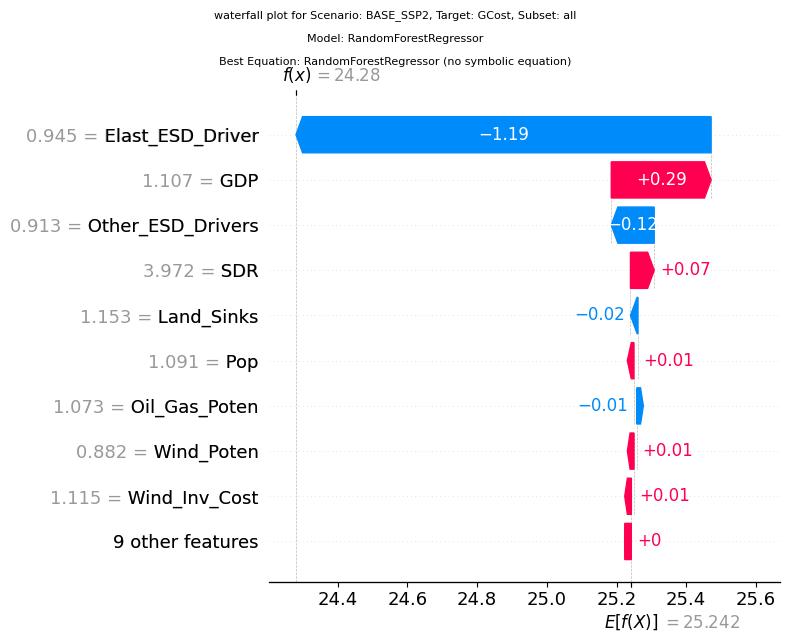 waterfall plot for Scenario: BASE_SSP2, Target: GCost, Subset: all
Model: RandomForestRegressor
Best Equation: RandomForestRegressor (no symbolic equation)
f(x) = 24.28
0.945 = Elast_ESD_Driver −1.19
1.107 = GDP +0.29
0.913 = Other_ESD_Drivers −0.12
3.972 = SDR +0.07
1.153 = Land_Sinks −0.02
1.091 = Pop +0.01
1.073 = Oil_Gas_Poten −0.01
0.882 = Wind_Poten +0.01
1.115 = Wind_Inv_Cost +0.01
9 other features +0
24.4 24.6 24.8 25.0 25.2 25.4 25.6
E[f(X)] = 25.242